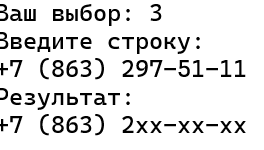 Ваш выбор: 3
Введите строку:
+7 (863) 297-51-11
Результат:
+7 (863) 2xx-xx-xx